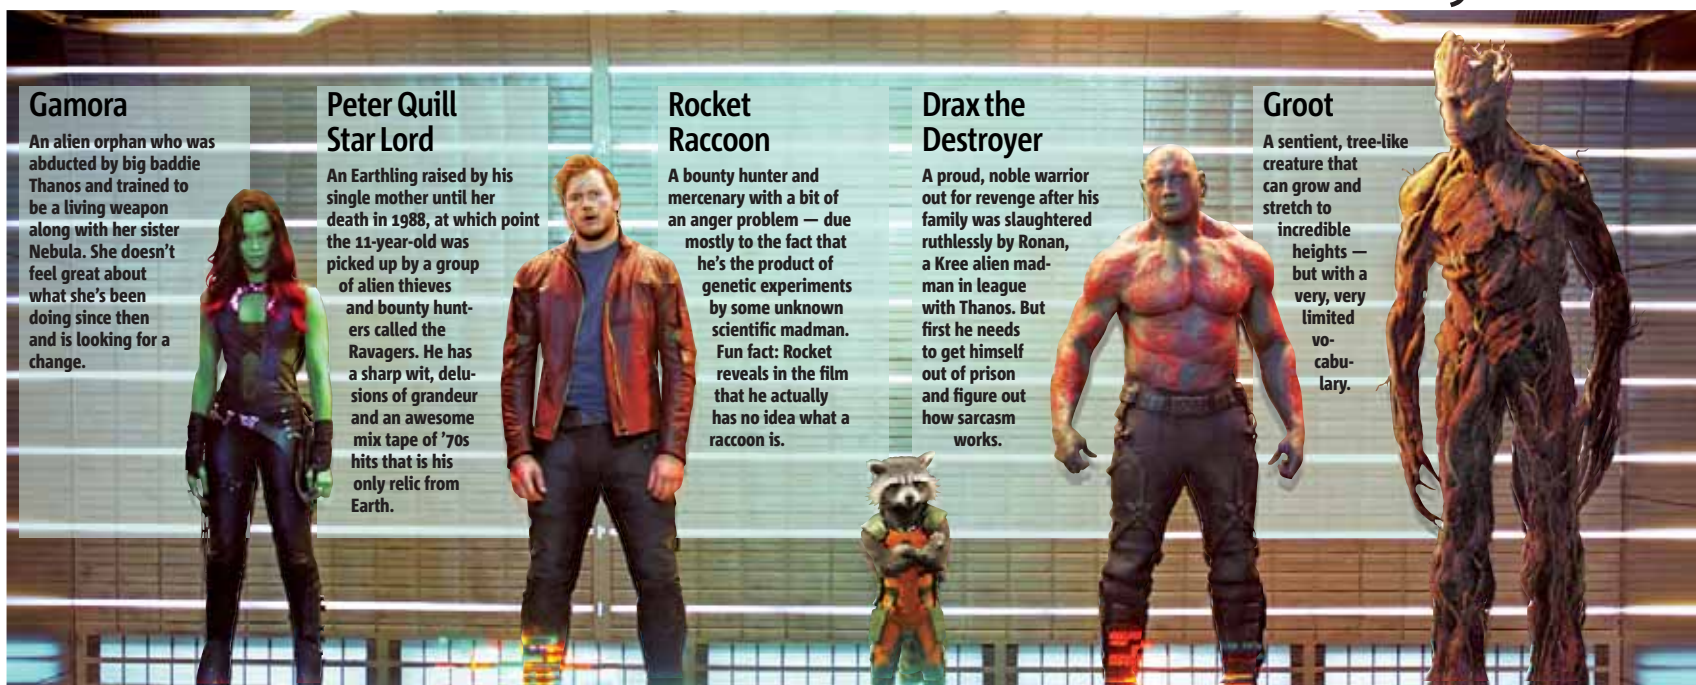 Gamora
An alien orphan who was
abducted by big baddie
Thanos and trained to
be a living weapon
along with her sister
Nebula. She doesn't
feel great about
what she's been
doing since then
and is looking for a
change.
Peter Quill
Star Lord
An Earthling raised by his
single mother until her
death in 1988, at which point
the 11-year-old was
picked up by a group
of alien thieves
and bounty hunt-
ers called the
Ravagers. He has
a sharp wit, delu-
sions of grandeur
and an awesome
mix tape of ’70s
hits that is his
only relic from
Earth.
Rocket
Raccoon
A bounty hunter and
mercenary with a bit of
an anger problem — due
mostly to the fact that
he's the product of
genetic experiments
by some unknown
scientific madman.
Fun fact: Rocket
reveals in the film
that he actually
has no idea what a
raccoon is.
Drax the
Destroyer
A proud, noble warrior
out for revenge after his
family was slaughtered
ruthlessly by Ronan,
a Kree alien mad-
man in league
with Thanos. But
first he needs
to get himself
out of prison
and figure out
how sarcasm
works.
Groot
A sentient, tree-like
creature that
can grow and
stretch to
incredible
heights —
but with a
very, very
limited
vo-
cabu-
lary.